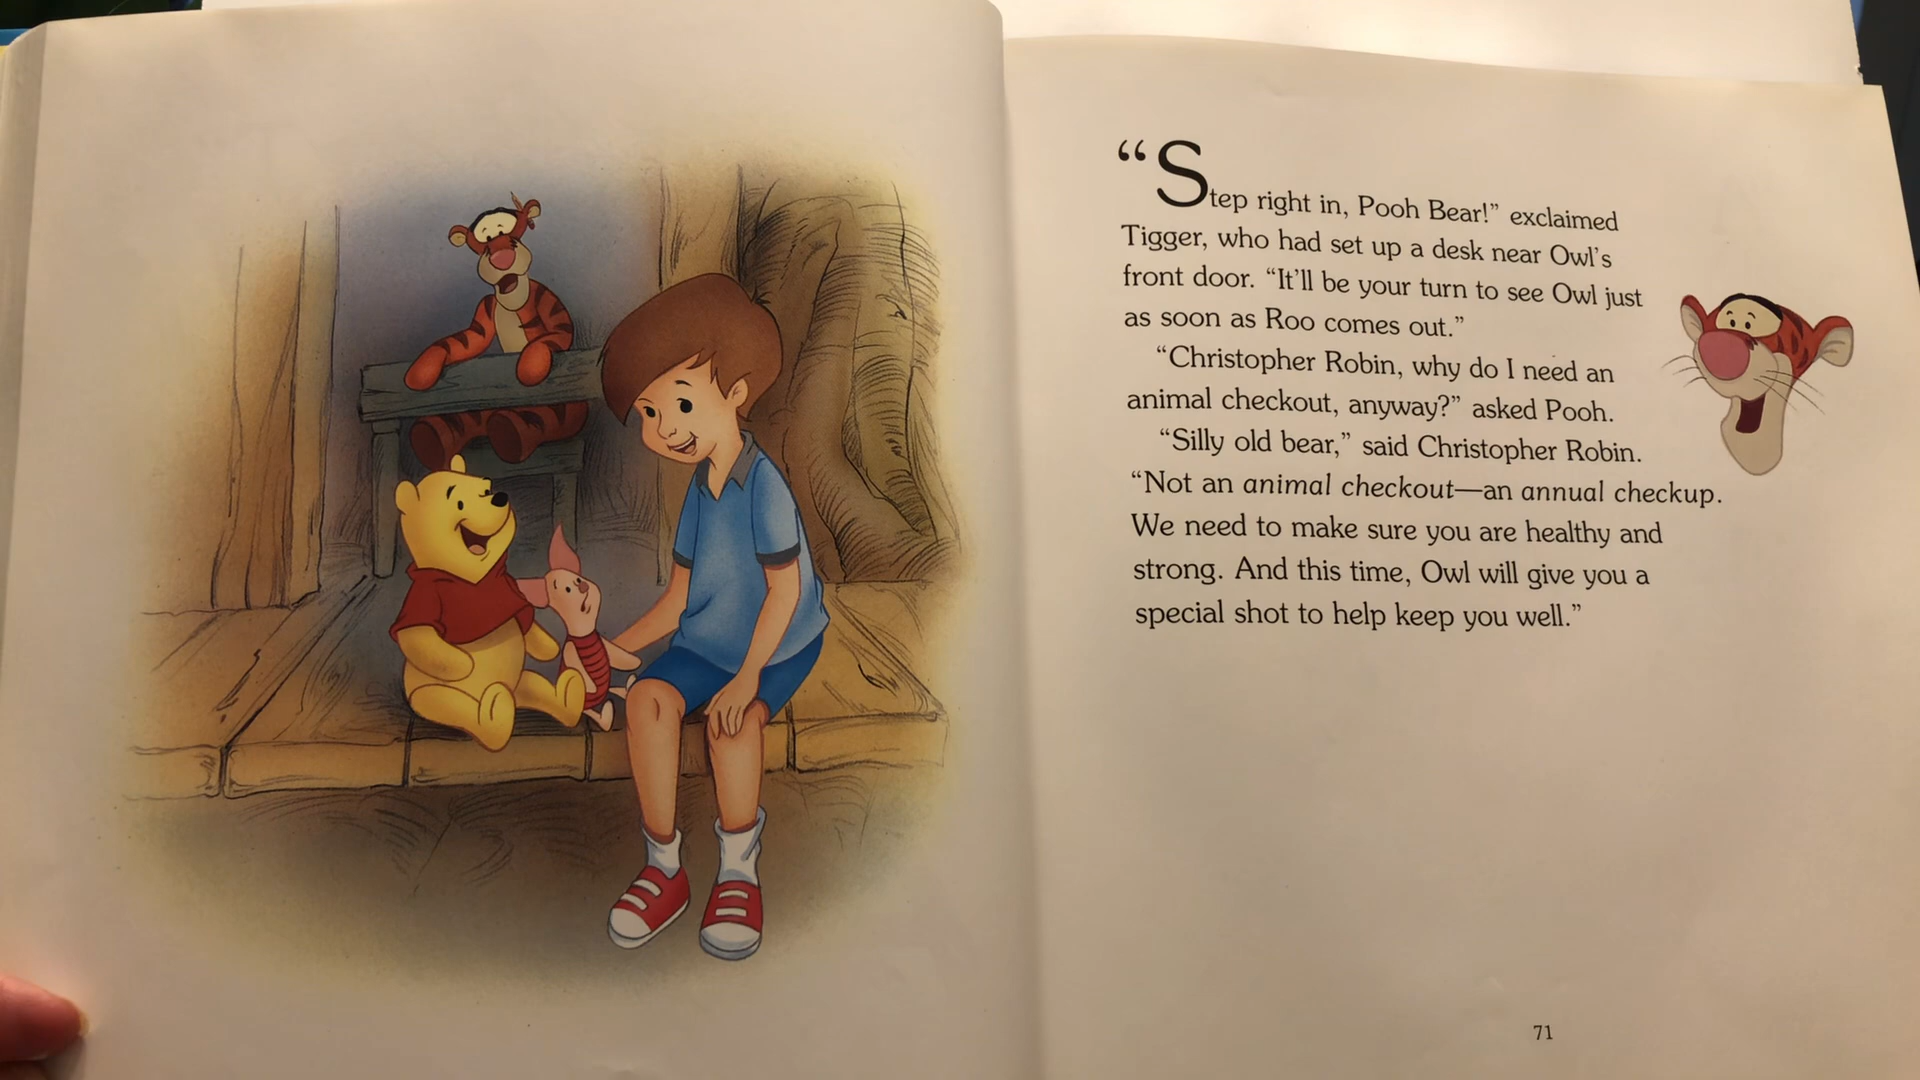 “Step right in, Pooh Bear!” exclaimed
Tigger, who had set up a desk near Owl’s
front door. “It’ll be your turn to see Owl just
as soon as Roo comes out.”
“Christopher Robin, why do I need an
animal checkout, anyway?” asked Pooh.
“Silly old bear,” said Christopher Robin.
“Not an animal checkout—an annual checkup.
We need to make sure you are healthy and
strong. And this time, Owl will give you a
special shot to help keep you well.”
71